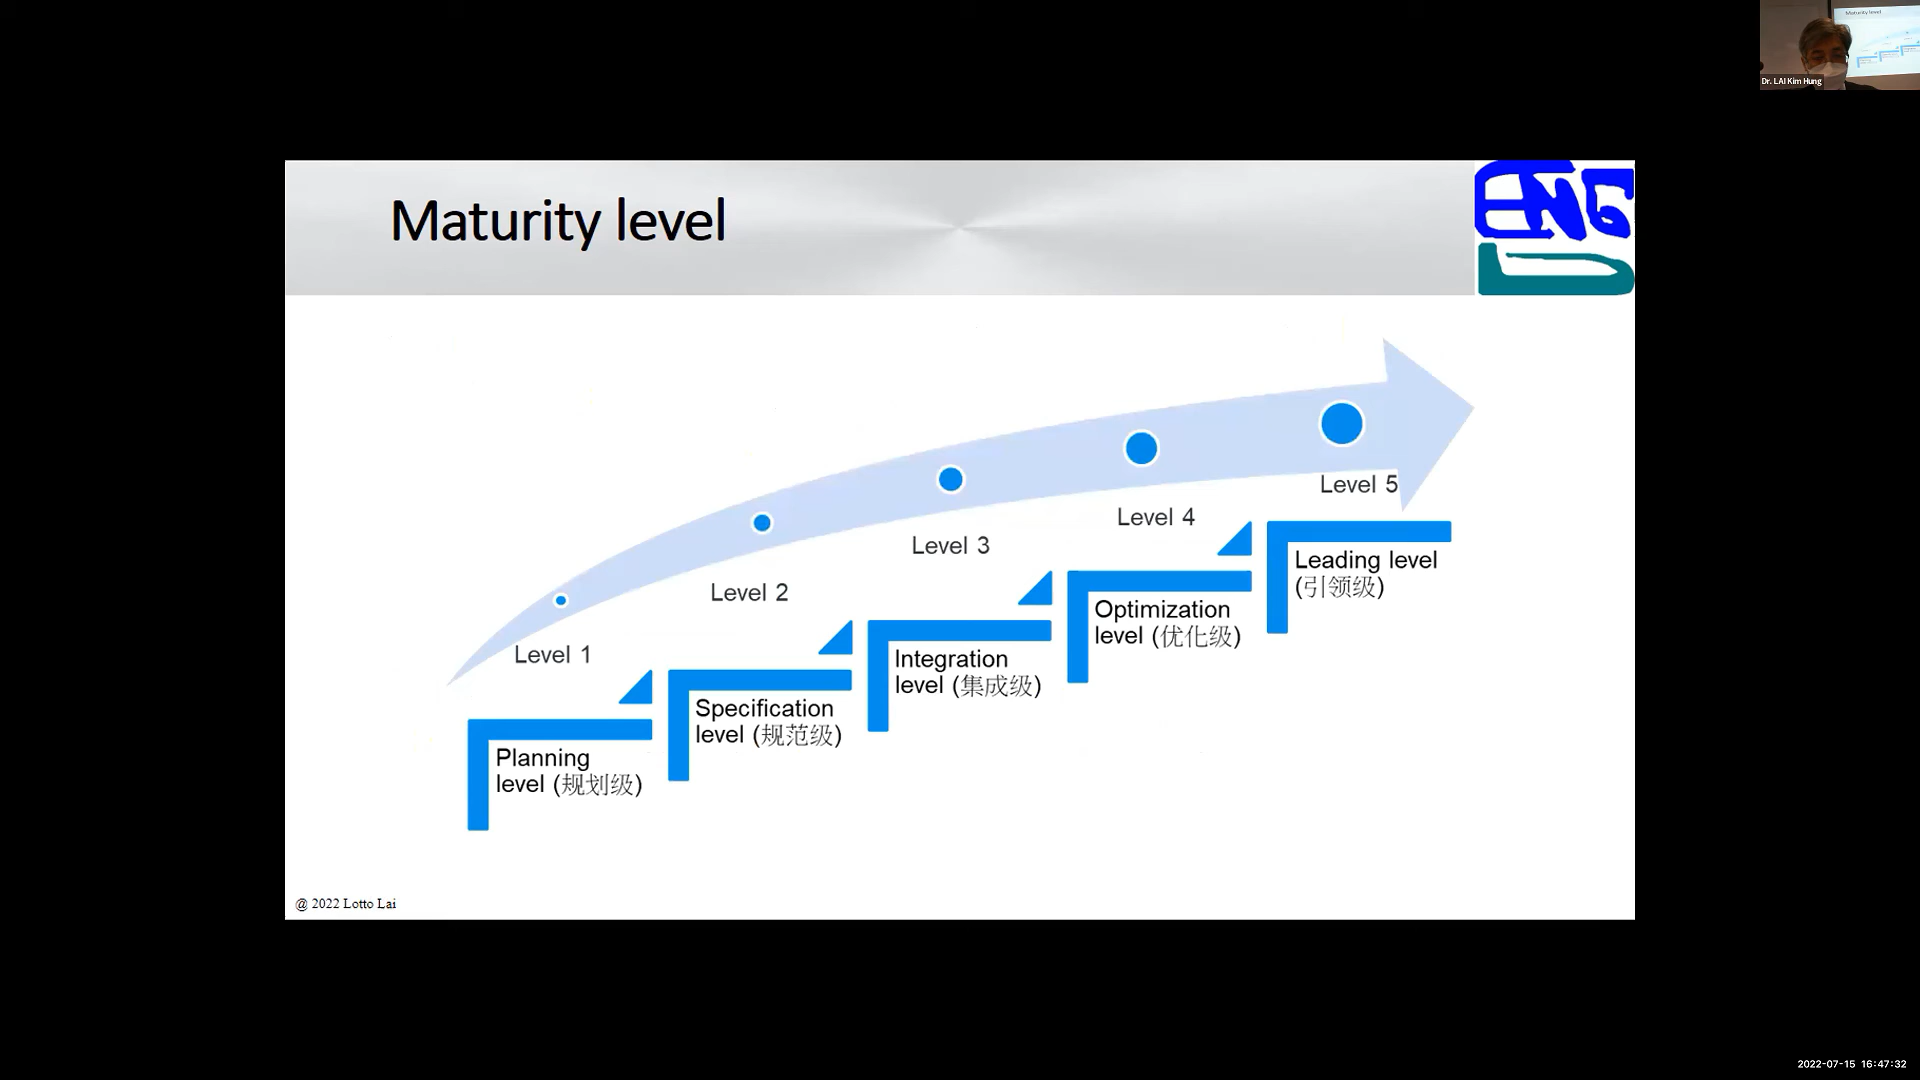 Dr. LAI Kim Hung
Maturity level
ENG
Level 5
Level 4
Level 3
Level 2
Level 1
Leading level
(引领级)
Optimization
level (优化级)
Integration
level (集成级)
Specification
level (规范级)
Planning
level (规划级)
@ 2022 Lotto Lai
2022-07-15 16:47:32